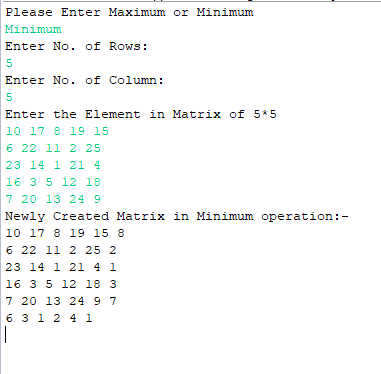 Please Enter Maximum or Minimum
Minimum
Enter No. of Rows:
5
Enter No. of Column:
5
Enter the Element in Matrix of 5*5
10 17 8 19 15
6 22 11 2 25
23 14 1 21 4
16 3 5 12 18
7 20 13 24 9
Newly Created Matrix in Minimum operation:-
10 17 8 19 15 8
6 22 11 2 25 2
23 14 1 21 4 1
16 3 5 12 18 3
7 20 13 24 9 7
6 3 1 2 4 1